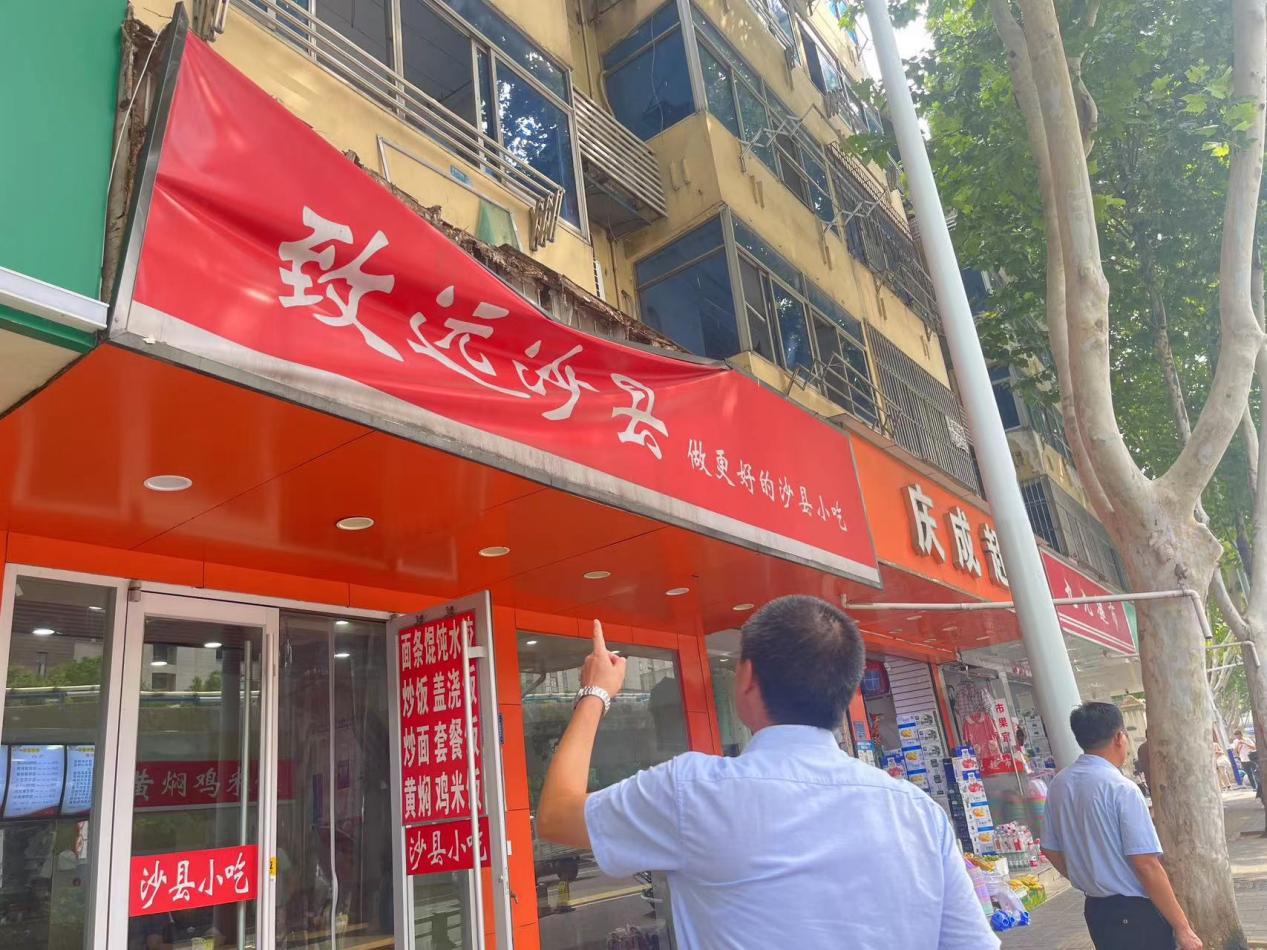 致远沙县
做更好的沙县小吃
庆成超
面条馄饨水饺
炒饭盖浇饭
炒面套餐饭
黄焖鸡米饭
沙县小吃
黄焖鸡米
沙县小吃